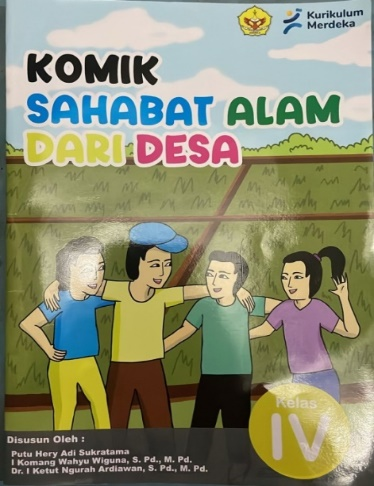 Kurikulum
Merdeka
KOMIK
SAHABAT ALAM
DARI DESA
Kelas
IV
Disusun Oleh :
Putu Hery Adi Sukratama
I Komang Wahyu Wiguna, S. Pd., M. Pd.
Dr. I Ketut Ngurah Ardiawan, S. Pd., M. Pd.